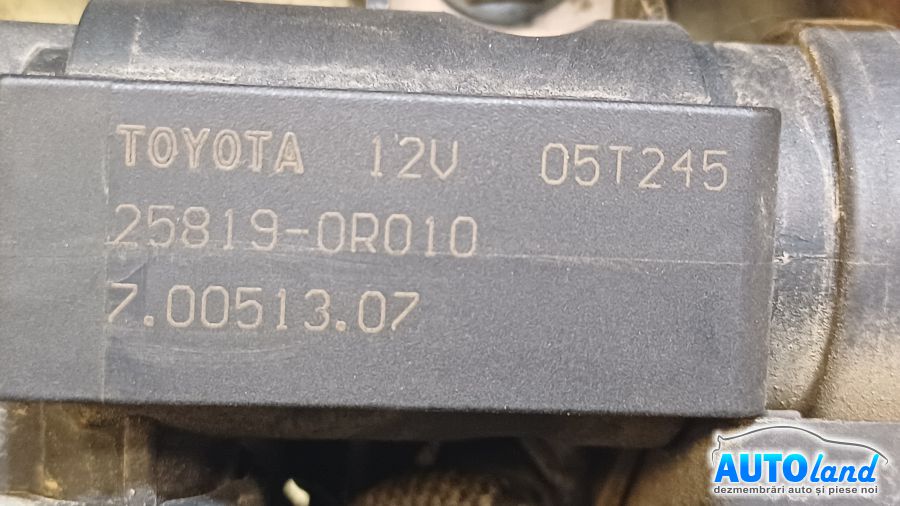 TOYOTA 12V 05T245
25819-0R010
7.00513.07
AUTOland
dezmembrări auto și piese noi